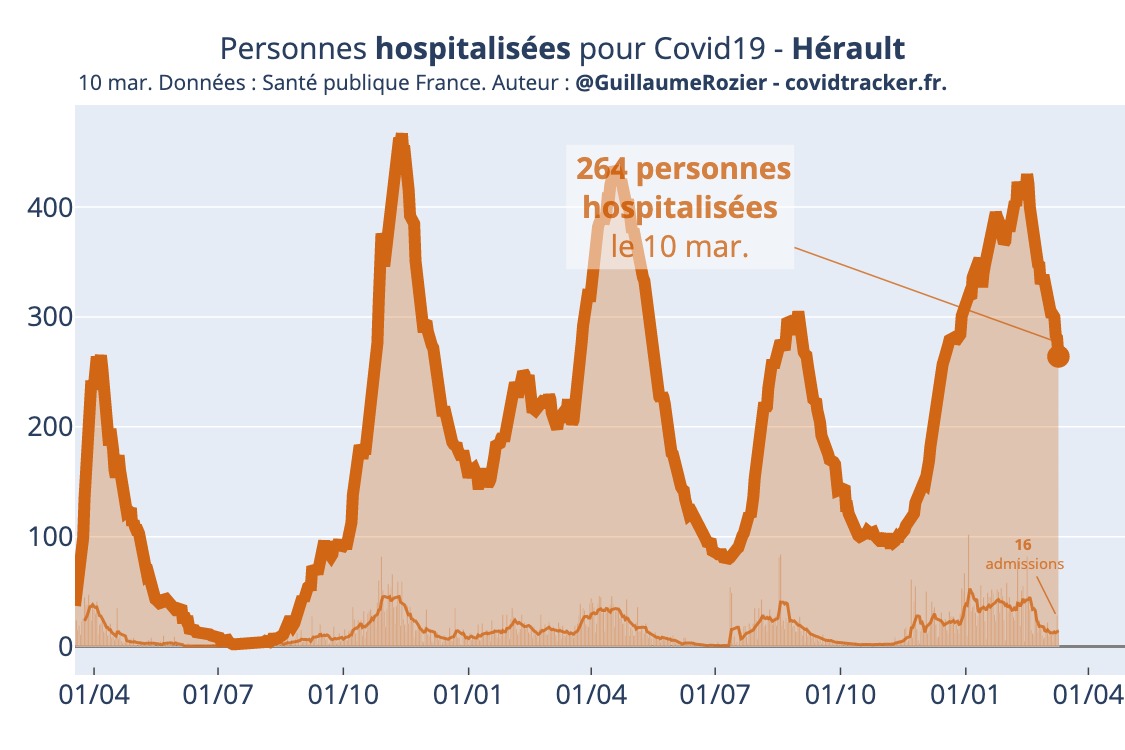 Personnes hospitalisées pour Covid19 - Hérault
10 mar. Données : Santé publique France. Auteur : @GuillaumeRozier - covidtracker.fr.
264 personnes
hospitalisées
le 10 mar.
400
300
200
100
0
16
admissions
01/04 01/07 01/10 01/01 01/04 01/07 01/10 01/01 01/04